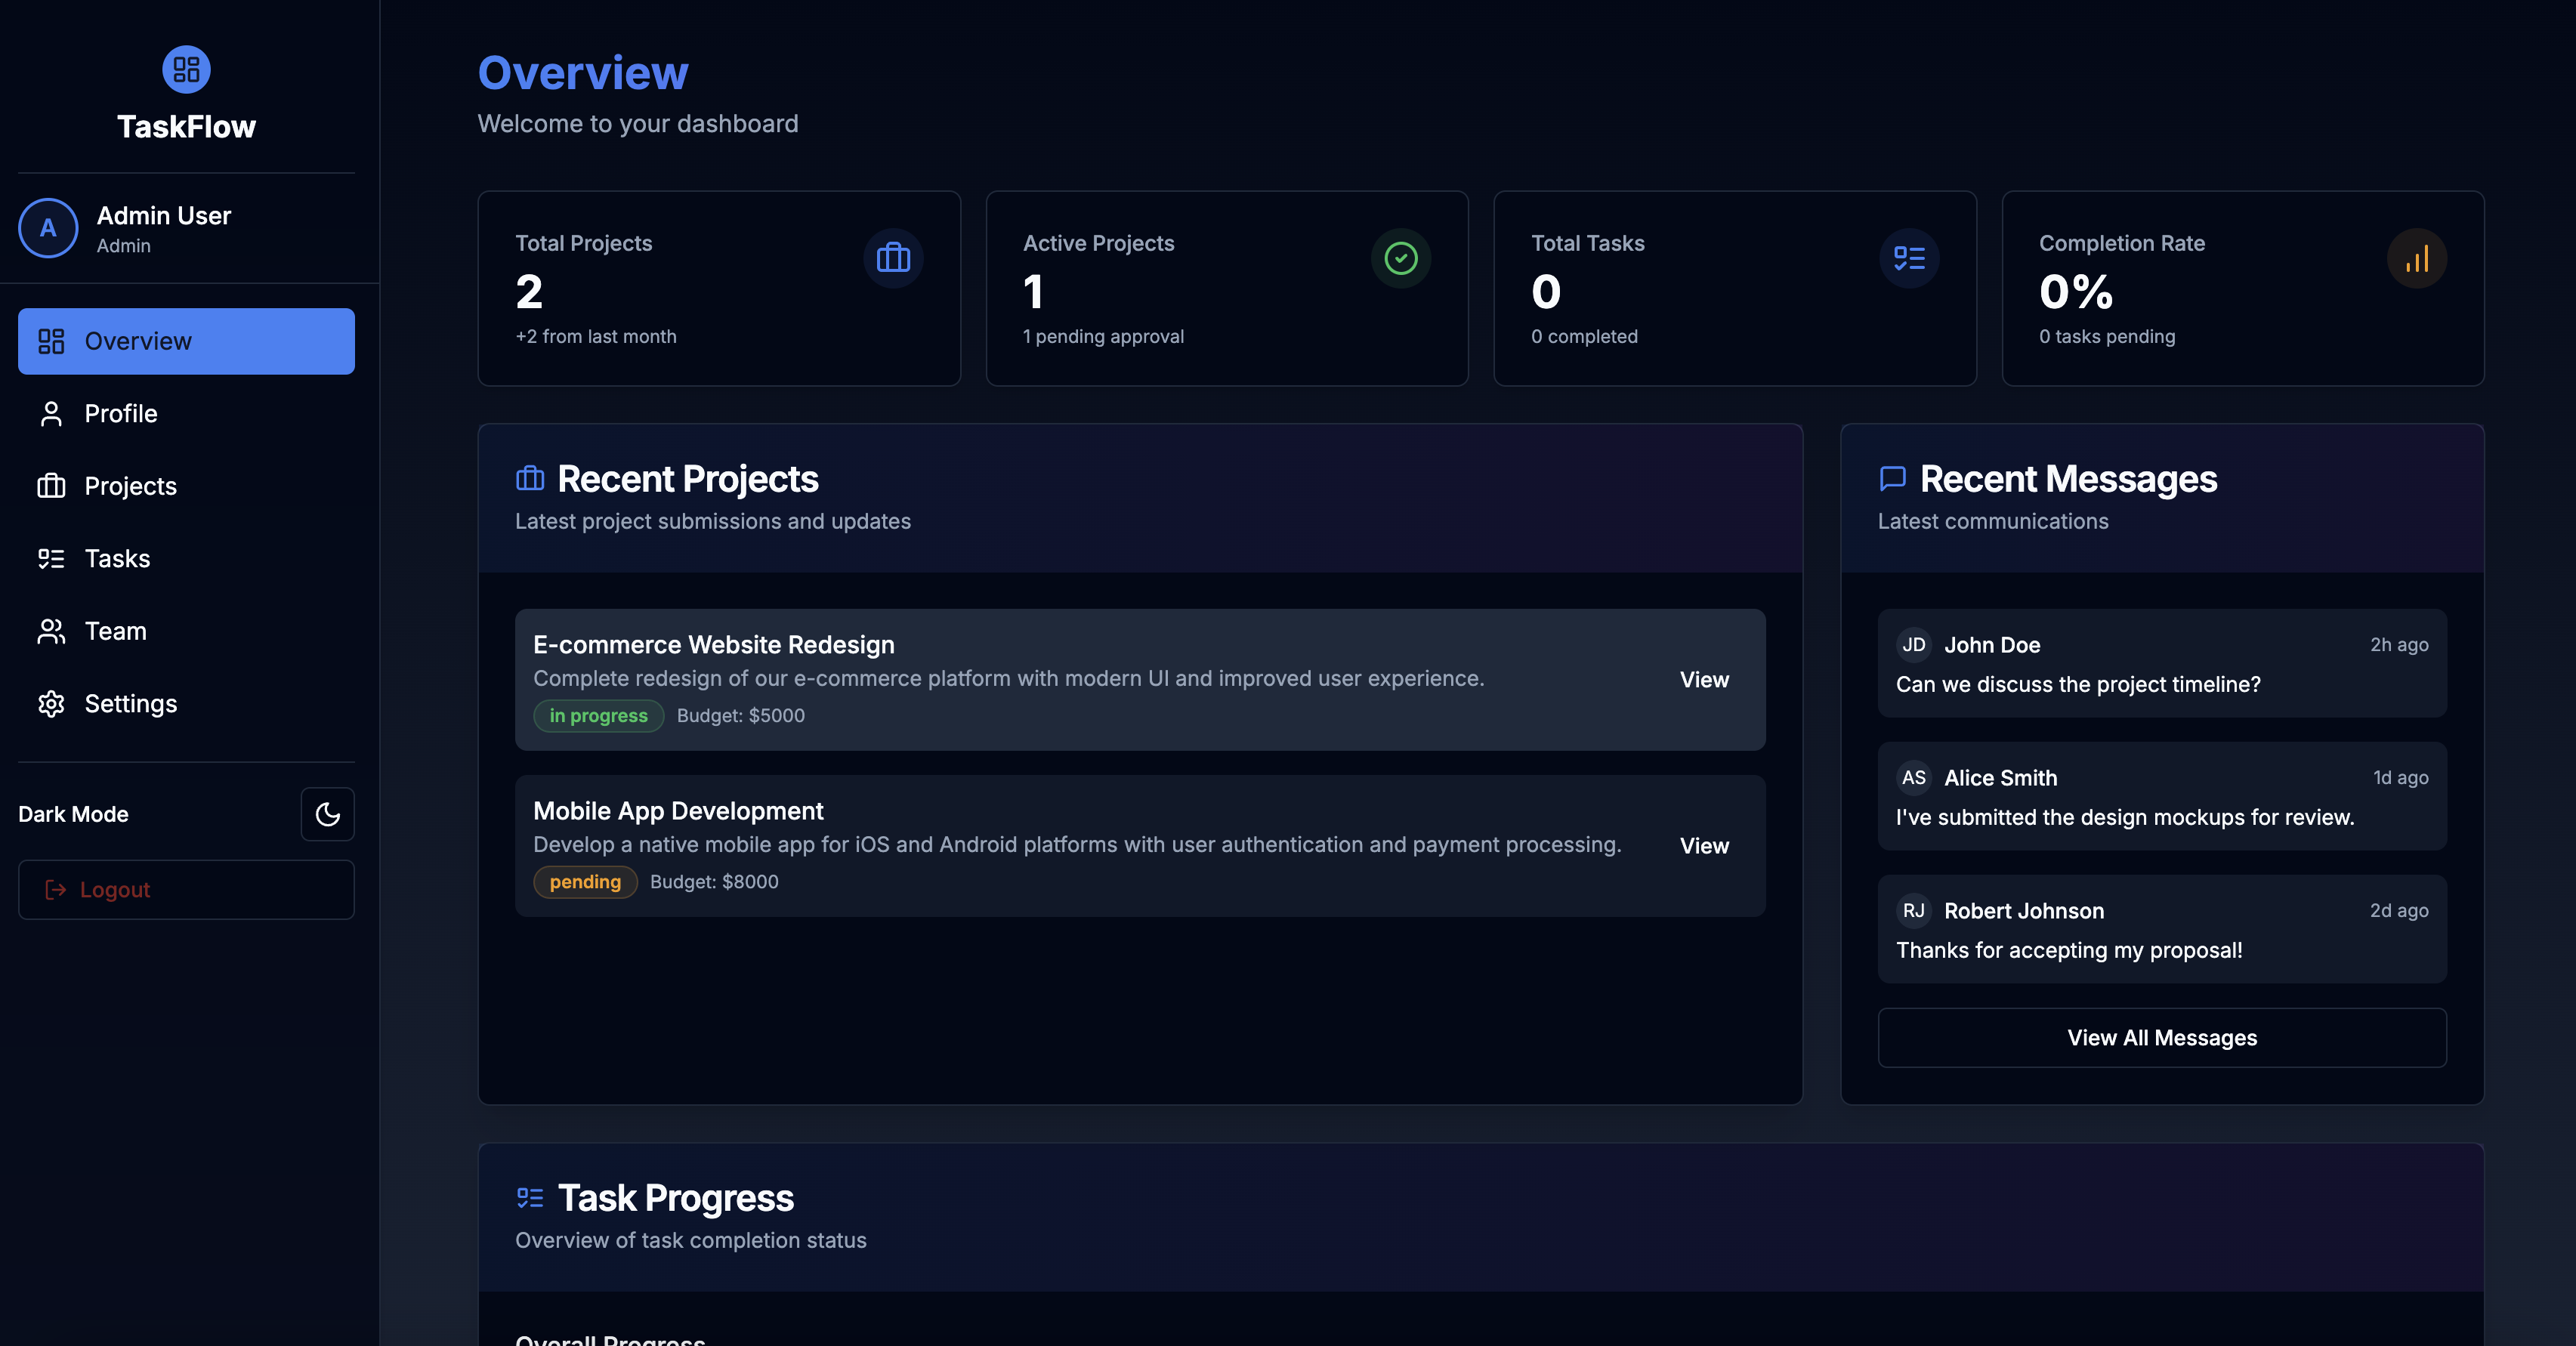 TaskFlow
A
Admin User
Admin
Overview
Profile
Projects
Tasks
Team
Settings
Dark Mode
Logout
Overview
Welcome to your dashboard
Total Projects
2
+2 from last month
Active Projects
1
1 pending approval
Total Tasks
0
0 completed
Completion Rate
0%
0 tasks pending
Recent Projects
Latest project submissions and updates
E-commerce Website Redesign
Complete redesign of our e-commerce platform with modern UI and improved user experience.
in progress Budget: $5000
View
Mobile App Development
Develop a native mobile app for iOS and Android platforms with user authentication and payment processing.
pending Budget: $8000
View
Recent Messages
Latest communications
JD John Doe 2h ago
Can we discuss the project timeline?
AS Alice Smith 1d ago
I've submitted the design mockups for review.
RJ Robert Johnson 2d ago
Thanks for accepting my proposal!
View All Messages
Task Progress
Overview of task completion status
Overall Progress